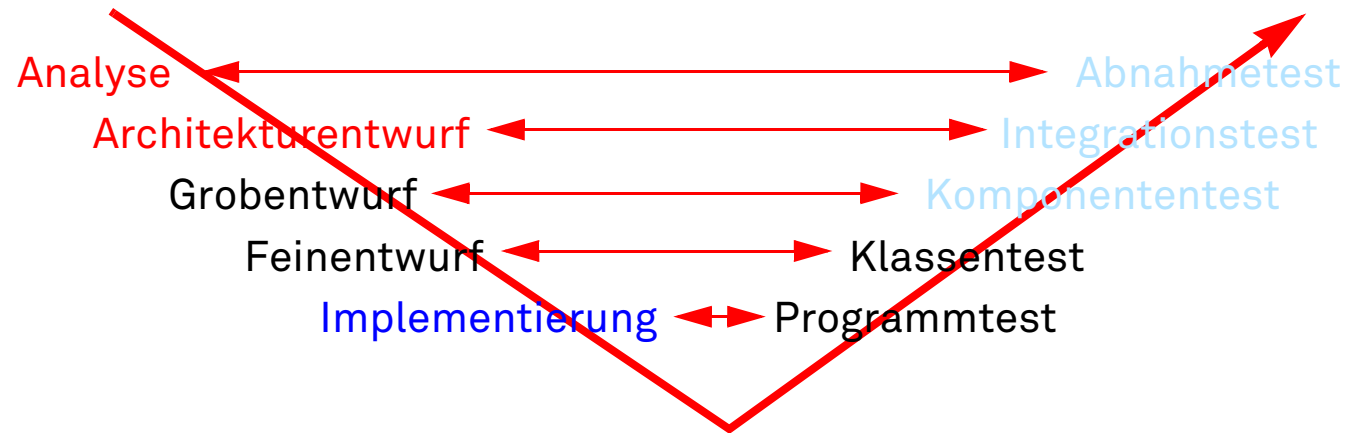 Analyse Abnahmetest
Architekturentwurf Integrationstest
Grobentwurf Komponententest
Feinentwurf Klassentest
Implementierung Programmtest